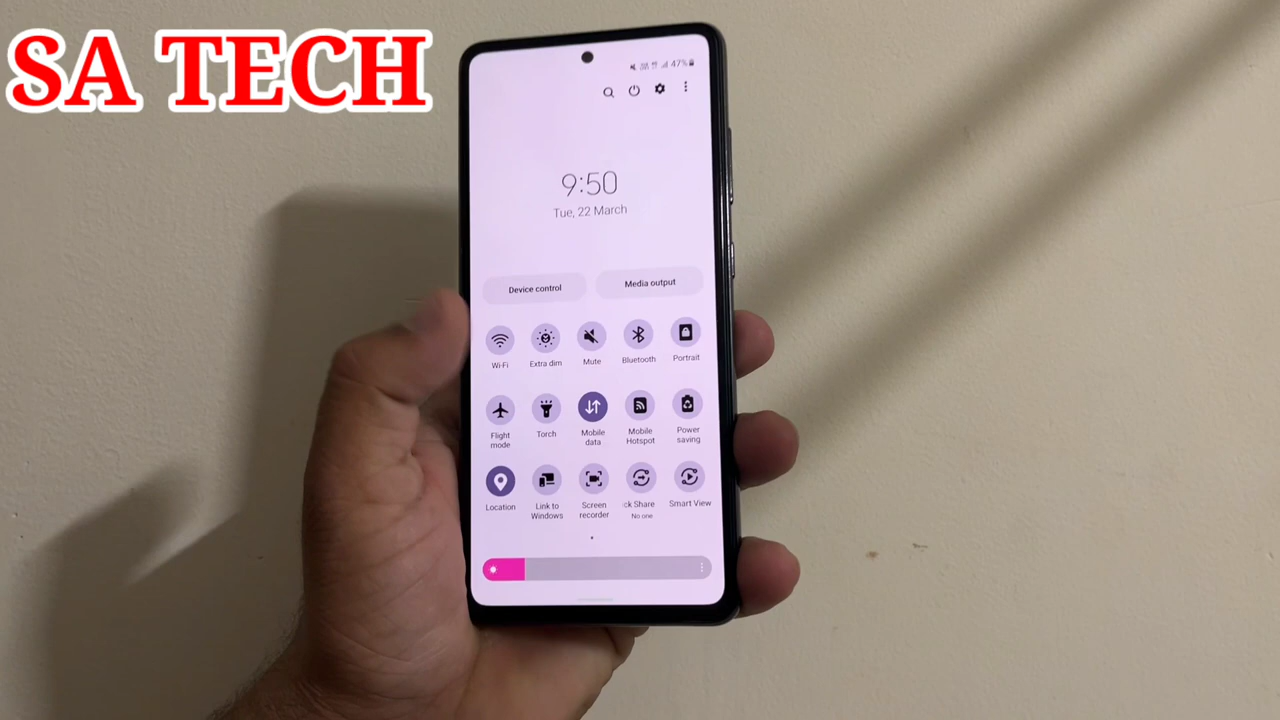 SA TECH
47%
9:50
Tue, 22 March
Device control
Media output
Wi-Fi
Extra dim
Mute
Bluetooth
Portrait
Flight
mode
Torch
Mobile
data
Mobile
Hotspot
Power
saving
Location
Link to
Windows
Screen
recorder
ck Share
No one
Smart View